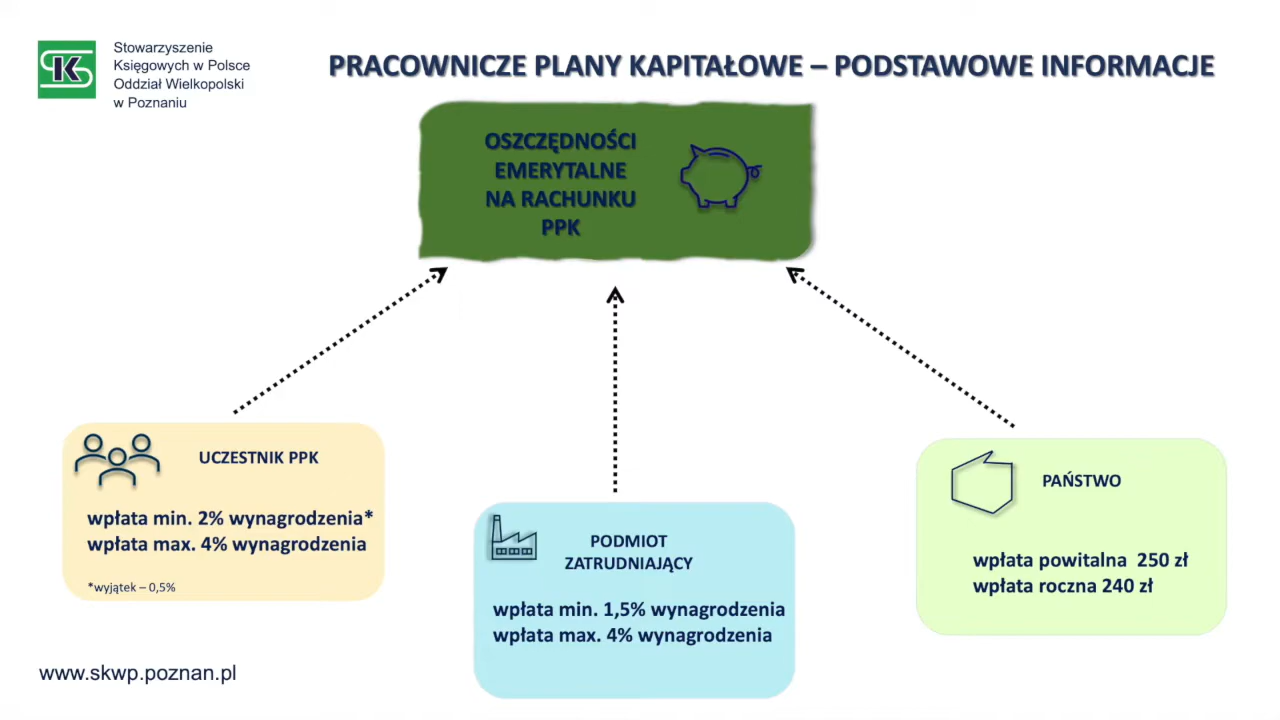 Stowarzyszenie
Księgowych w Polsce
Oddział Wielkopolski
w Poznaniu
PRACOWNICZE PLANY KAPITAŁOWE – PODSTAWOWE INFORMACJE
OSZCZĘDNOŚCI
EMERYTALNE
NA RACHUNKU
PPK
UCZESTNIK PPK
wpłata min. 2% wynagrodzenia*
wpłata max. 4% wynagrodzenia
*wyjątek – 0,5%
PODMIOT
ZATRUDNIAJĄCY
wpłata min. 1,5% wynagrodzenia
wpłata max. 4% wynagrodzenia
PAŃSTWO
wpłata powitalna 250 zł
wpłata roczna 240 zł
www.skwp.poznan.pl